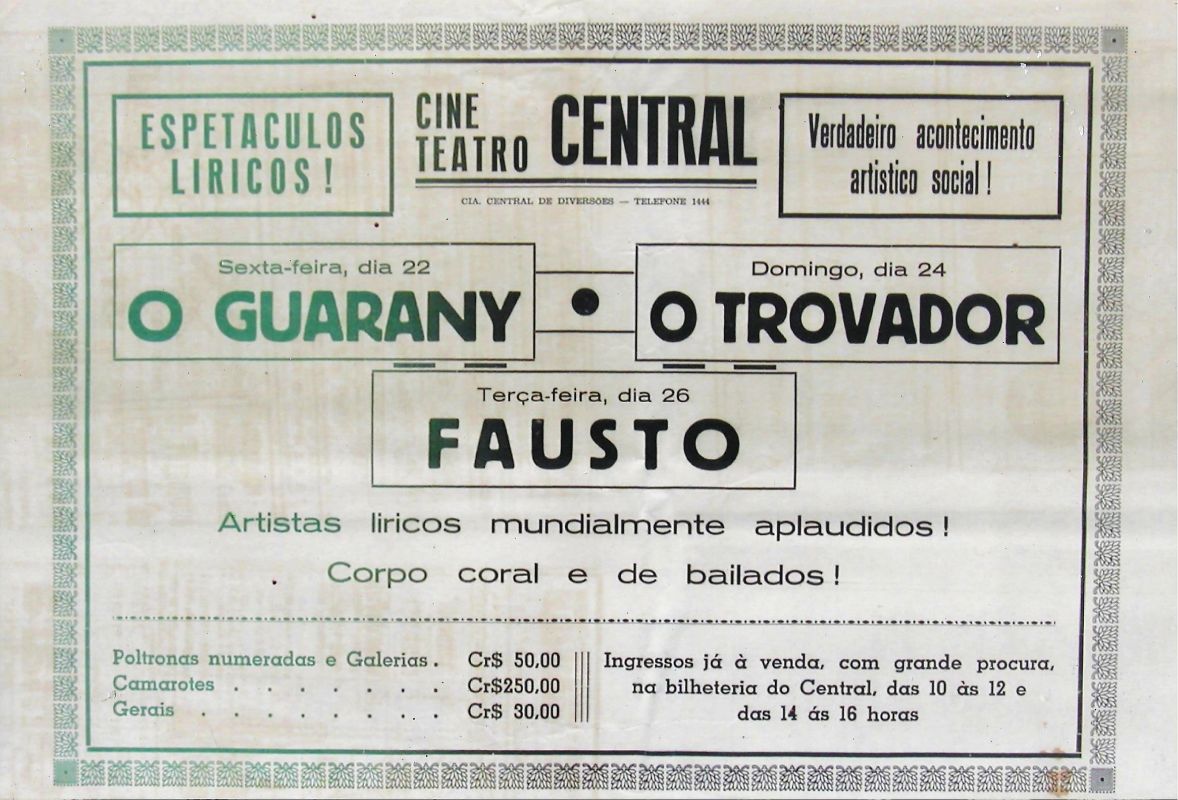 ESPETACULOS
LIRICOS!
CINE
TEATRO CENTRAL
CIA. CENTRAL DE DIVERSÕES — TELEFONE 1444
Verdadeiro acontecimento
artistico social!
Sexta-feira, dia 22
O GUARANY
Domingo, dia 24
O TROVADOR
Terça-feira, dia 26
FAUSTO
Artistas liricos mundialmente aplaudidos!
Corpo coral e de bailados!
Poltronas numeradas e Galerias. Cr$ 50,00
Camarotes . . . . . . . Cr$250,00
Gerais . . . . . . . . Cr$ 30,00
Ingressos já à venda, com grande procura,
na bilheteria do Central, das 10 às 12 e
das 14 ás 16 horas